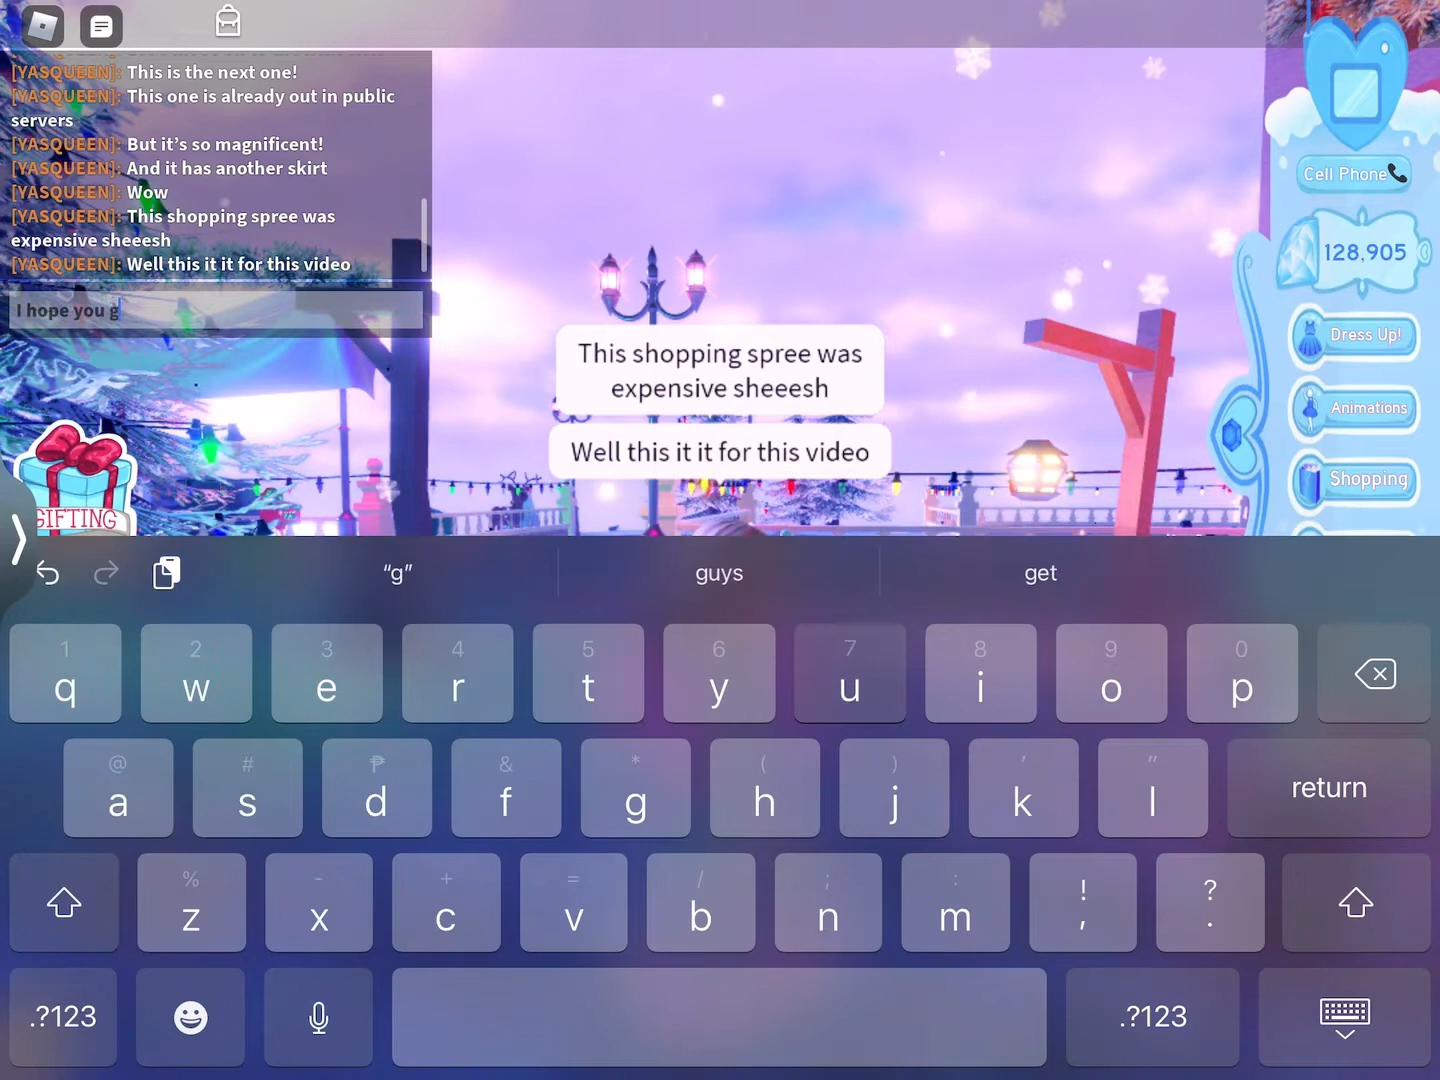 [YASQUEEN]: This is the next one!
[YASQUEEN]: This one is already out in public
servers
[YASQUEEN]: But it’s so magnificent!
[YASQUEEN]: And it has another skirt
[YASQUEEN]: Wow
[YASQUEEN]: This shopping spree was
expensive sheeesh
[YASQUEEN]: Well this it it for this video
I hope you g
This shopping spree was
expensive sheeesh
Well this it it for this video
Cell Phone
128,905
Dress Up!
Animations
Shopping
GIFTING
“g” guys get
1 2 3 4 5 6 7 8 9 0
q w e r t y u i o p
@ # ₱ & * ( ) ' "
a s d f g h j k l return
% - + = / ; : ! ?
z x c v b n m , .
.?123 .?123